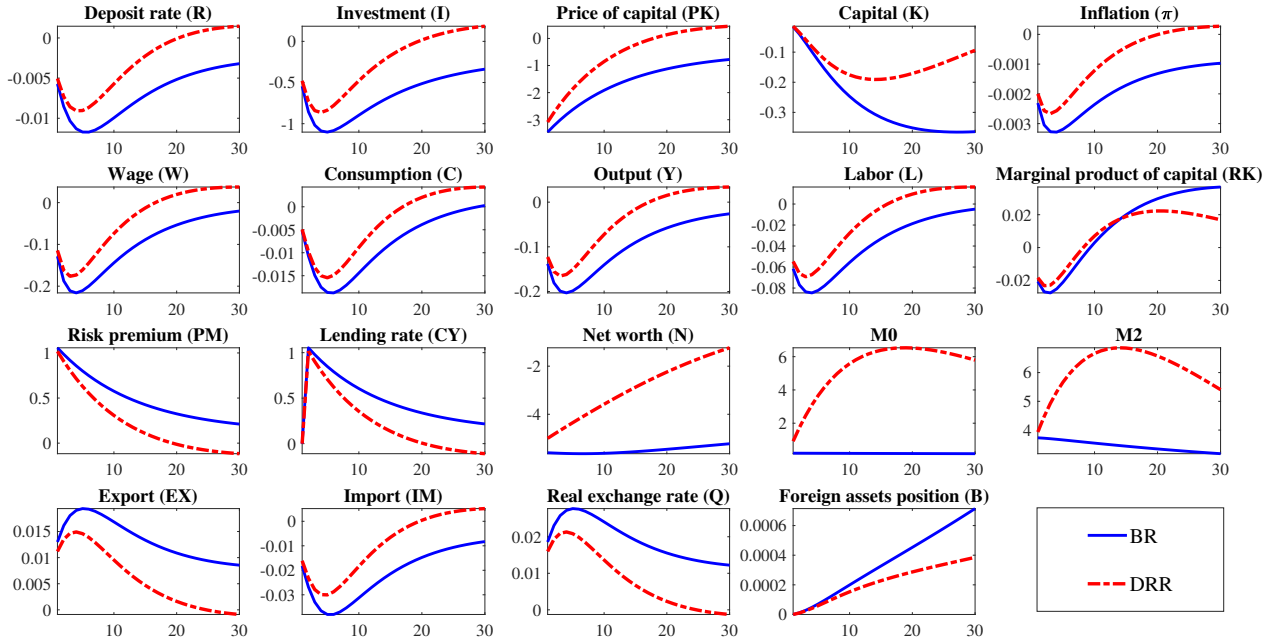 Deposit rate (R)
0
-0.005
-0.01
10 20 30
Investment (I)
0
-0.5
-1
10 20 30
Price of capital (PK)
0
-1
-2
-3
10 20 30
Capital (K)
-0.1
-0.2
-0.3
10 20 30
Inflation (π)
0
-0.001
-0.003
10 20 30
Wage (W)
0
-0.1
-0.2
10 20 30
Consumption (C)
0
-0.005
-0.015
10 20 30
Output (Y)
0
-0.1
-0.2
10 20 30
Labor (L)
0
-0.02
-0.04
-0.06
-0.08
10 20 30
Marginal product of capital (RK)
0.02
0
-0.02
10 20 30
Risk premium (PM)
1
0.5
0
10 20 30
Lending rate (CY)
1
0.5
0
10 20 30
Net worth (N)
-2
-4
10 20 30
M0
6
4
2
10 20 30
M2
6
5
4
10 20 30
Export (EX)
0.015
0.01
0.005
0
10 20 30
Import (IM)
0
-0.01
-0.03
10 20 30
Real exchange rate (Q)
0.02
0.01
0
10 20 30
Foreign assets position (B)
0.0006
0.0004
0.0002
0
10 20 30
BR
DRR